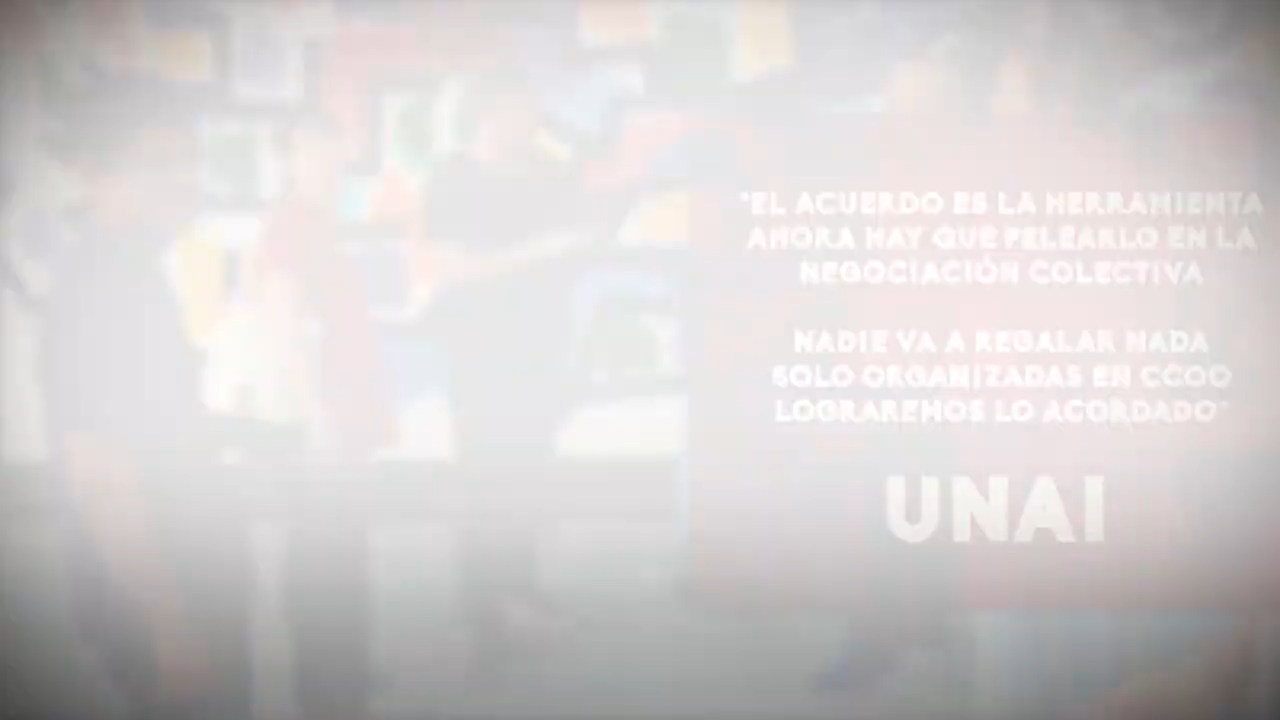 "EL ACUERDO ES LA HERRAMIENTA
AHORA HAY QUE PELEARLO EN LA
NEGOCIACIÓN COLECTIVA
NADIE VA A REGALAR NADA
SOLO ORGANIZADAS EN CCOO
LOGRAREMOS LO ACORDADO"
UNAI